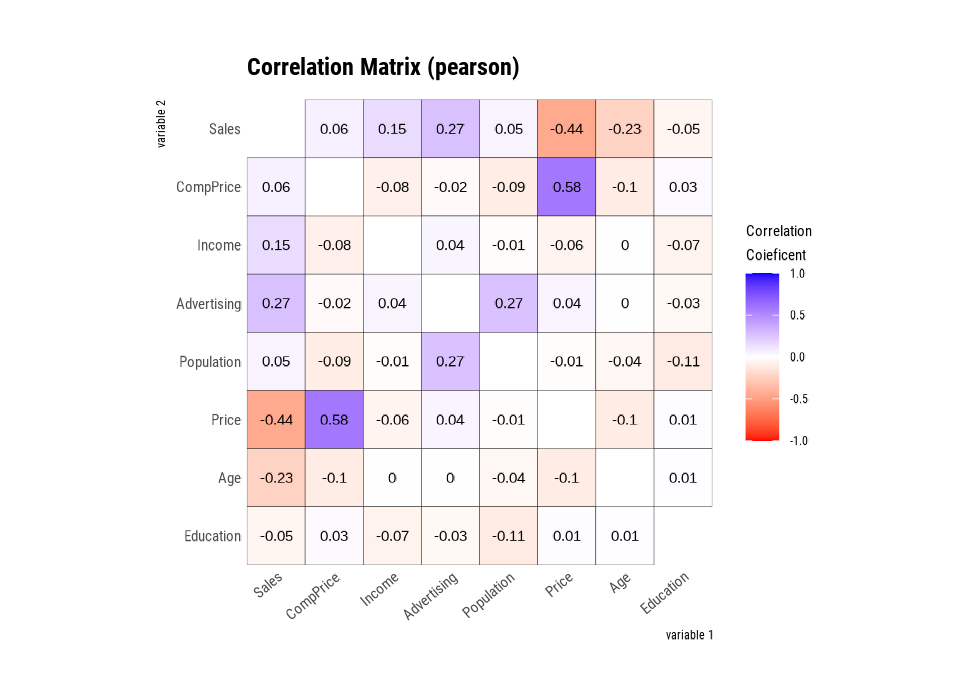 Correlation Matrix (pearson)
variable 2
Sales 0.06 0.15 0.27 0.05 -0.44 -0.23 -0.05
CompPrice 0.06 -0.08 -0.02 -0.09 0.58 -0.1 0.03
Income 0.15 -0.08 0.04 -0.01 -0.06 0 -0.07
Advertising 0.27 -0.02 0.04 0.27 0.04 0 -0.03
Population 0.05 -0.09 -0.01 0.27 -0.01 -0.04 -0.11
Price -0.44 0.58 -0.06 0.04 -0.01 -0.1 0.01
Age -0.23 -0.1 0 0 -0.04 -0.1 0.01
Education -0.05 0.03 -0.07 -0.03 -0.11 0.01 0.01
Sales CompPrice Income Advertising Population Price Age Education
variable 1
Correlation
Coieficent
1.0
0.5
0.0
-0.5
-1.0